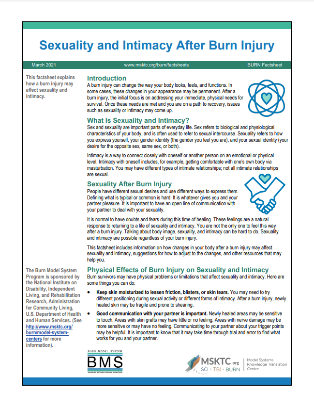 Sexuality and Intimacy After Burn Injury
March 2021
www.msktc.org/burn/factsheets
BURN Factsheet
This factsheet explains
how a burn injury may
affect sexuality and
intimacy.
Introduction
A burn injury can change the way your body looks, feels, and functions. In
some cases, these changes in your appearance may be permanent. After a
burn injury, the initial focus is on addressing your immediate, physical needs for
survival. Once those needs are met and you are on a path to recovery, issues
such as sexuality or intimacy may come up.
What Is Sexuality and Intimacy?
Sex and sexuality are important parts of everyday life. Sex refers to biological and physiological
characteristics of your body, and is often used to refer to sexual intercourse. Sexuality refers to how
you express yourself, your gender identity (the gender you feel you are), and your sexual identity (your
desire for the opposite sex, same sex, or both).
Intimacy is a way to connect closely with oneself or another person on an emotional or physical
level. Intimacy with oneself includes, for example, getting comfortable with one's own body via
masturbation. You may have different types of intimate relationships; not all intimate relationships
are sexual.
Sexuality After Burn Injury
People have different sexual desires and use different ways to express them.
Defining what is typical or common is hard. It is whatever gives you and your
partner pleasure. It is important to have an open line of communication with
your partner to deal with your sexuality.
It is normal to have doubts and fears during this time of healing. These feelings are a natural
response to returning to a life of sexuality and intimacy. You are not the only one to feel this way
after a burn injury. Talking about body image, sexuality, and intimacy can be hard to do. Sexuality
and intimacy are possible regardless of your burn injury.
This factsheet includes information on how changes in your body after a burn injury may affect
sexuality and intimacy, suggestions for how to adjust to the changes, and other resources that may
help you.
The Burn Model System
Program is sponsored by
the National Institute on
Disability, Independent
Living, and Rehabilitation
Research, Administration
for Community Living,
U.S. Department of Health
and Human Services. (See
http://www.msktc.org/
burn/model-system-
centers for more
information).
Physical Effects of Burn Injury on Sexuality and Intimacy
Burn survivors may have physical problems or limitations that affect sexuality and intimacy. Here are
some things you can do:
• Keep skin moisturized to lessen friction, blisters, or skin tears. You may need to try
different positioning during sexual activity or different forms of intimacy. After a burn injury, newly
healed skin may be fragile and prone to tearing.
• Good communication with your partner is important. Newly healed areas may be sensitive
to touch. Areas with skin grafts may have little or no feeling. Areas with nerve damage may be
more sensitive or may have no feeling. Communicating to your partner about your trigger points
may be helpful. It is important to know that it may take time through trial and error to find what
works for you and your partner.
BURN MODEL SYSTEM
BMS
MSKTC
SCI TBI BURN
Model Systems
Knowledge Translation
Center